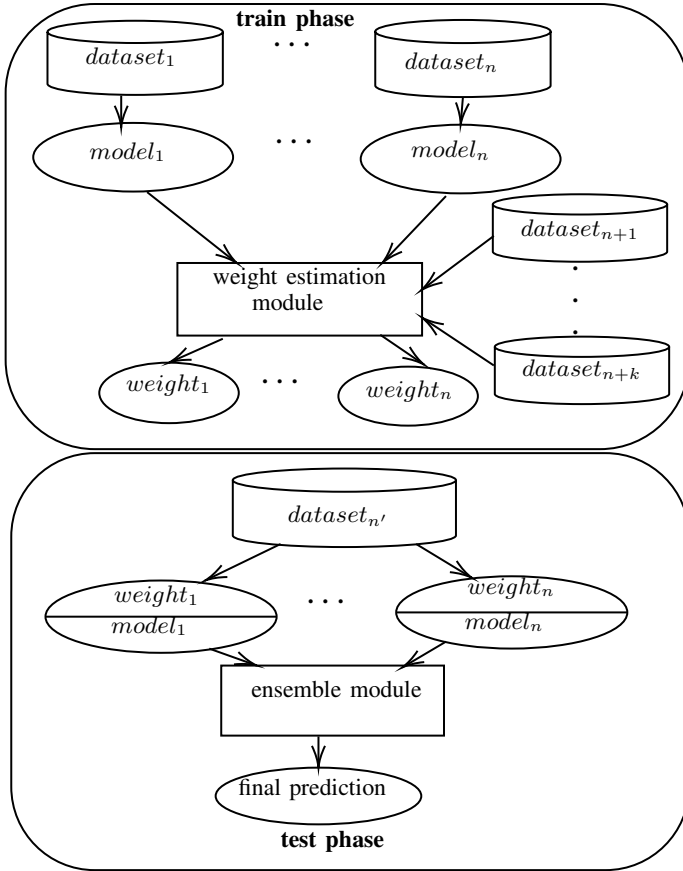 train phase
dataset₁ ··· datasetₙ
model₁ ··· modelₙ
datasetₙ₊₁
weight estimation
module
datasetₙ₊ₖ
weight₁ ··· weightₙ
datasetₙ′
weight₁ ··· weightₙ
model₁ modelₙ
ensemble module
final prediction
test phase